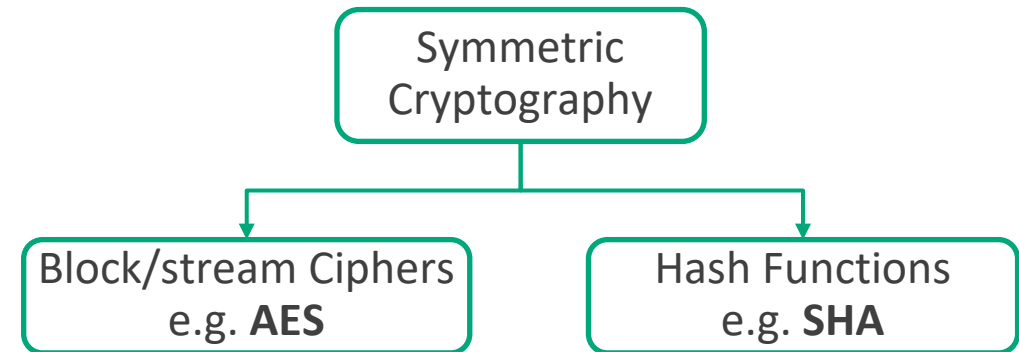 Symmetric
Cryptography
Block/stream Ciphers
e.g. AES
Hash Functions
e.g. SHA